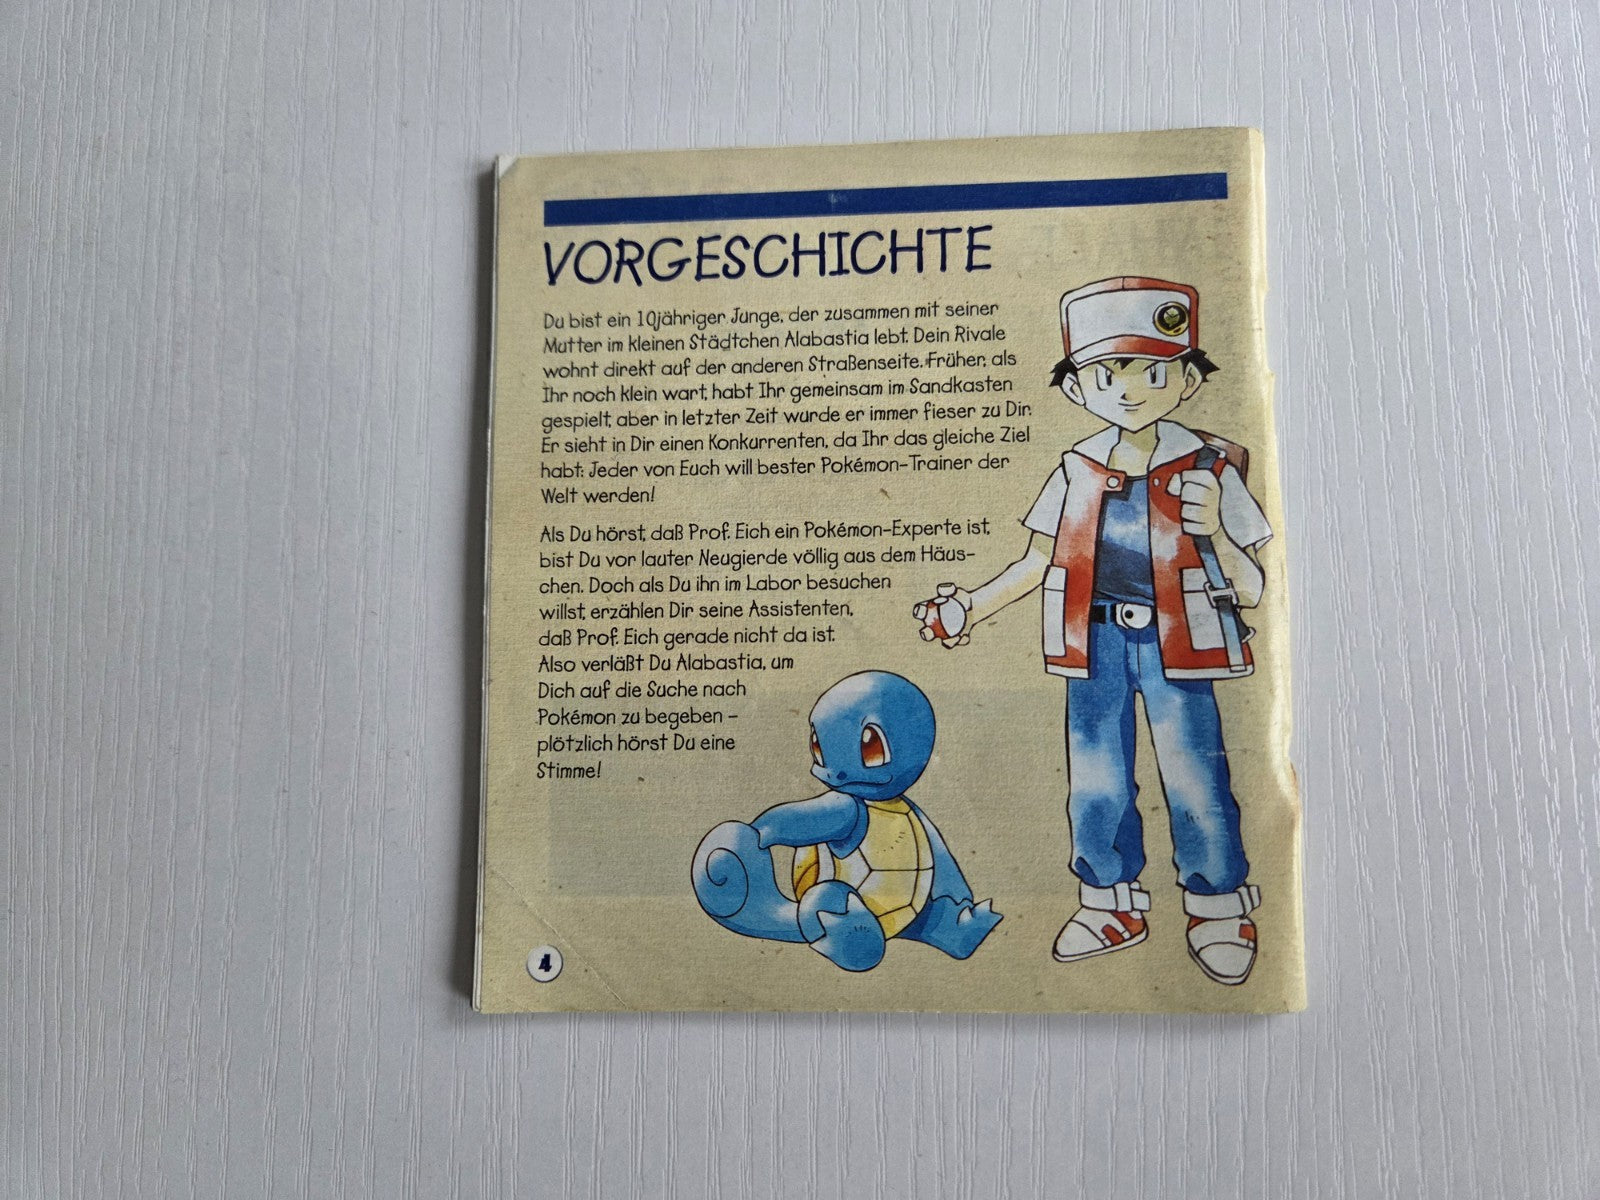 VORGESCHICHTE
Du bist ein 10jähriger Junge, der zusammen mit seiner
Mutter im kleinen Städtchen Alabastia lebt. Dein Rivale
wohnt direkt auf der anderen Straßenseite. Früher, als
Ihr noch klein wart, habt Ihr gemeinsam im Sandkasten
gespielt, aber in letzter Zeit wurde er immer fieser zu Dir.
Er sieht in Dir einen Konkurrenten, da Ihr das gleiche Ziel
habt: Jeder von Euch will bester Pokémon-Trainer der
Welt werden!
Als Du hörst, daß Prof. Eich ein Pokémon-Experte ist,
bist Du vor lauter Neugierde völlig aus dem Häus-
chen. Doch als Du ihn im Labor besuchen
willst, erzählen Dir seine Assistenten,
daß Prof. Eich gerade nicht da ist.
Also verläßt Du Alabastia, um
Dich auf die Suche nach
Pokémon zu begeben –
plötzlich hörst Du eine
Stimme!
4